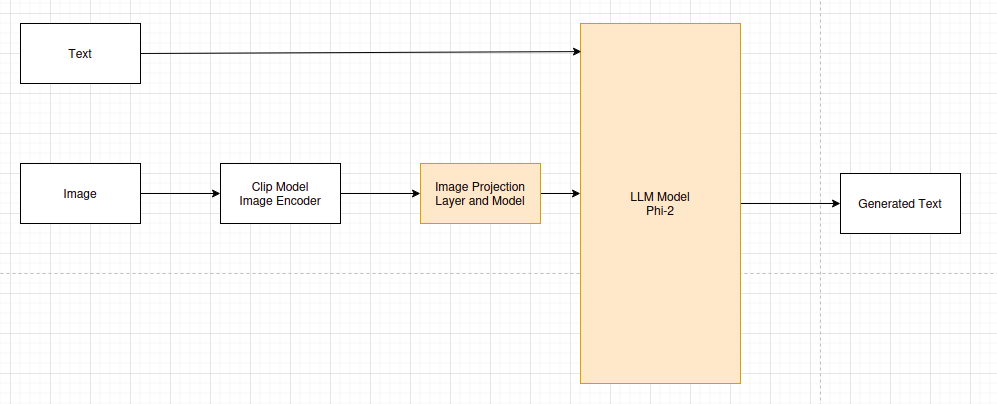 Text
Image
Clip Model
Image Encoder
Image Projection
Layer and Model
LLM Model
Phi-2
Generated Text